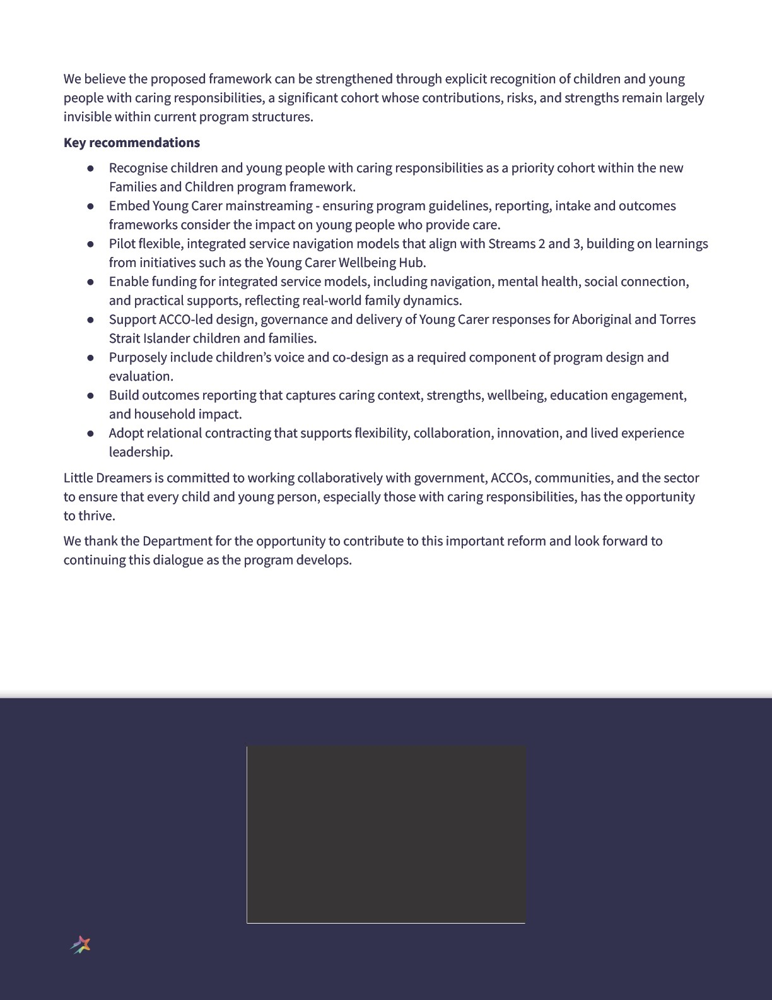 We believe the proposed framework can be strengthened through explicit recognition of children and young
people with caring responsibilities, a significant cohort whose contributions, risks, and strengths remain largely
invisible within current program structures.
Key recommendations
● Recognise children and young people with caring responsibilities as a priority cohort within the new
Families and Children program framework.
● Embed Young Carer mainstreaming - ensuring program guidelines, reporting, intake and outcomes
frameworks consider the impact on young people who provide care.
● Pilot flexible, integrated service navigation models that align with Streams 2 and 3, building on learnings
from initiatives such as the Young Carer Wellbeing Hub.
● Enable funding for integrated service models, including navigation, mental health, social connection,
and practical supports, reflecting real-world family dynamics.
● Support ACCO-led design, governance and delivery of Young Carer responses for Aboriginal and Torres
Strait Islander children and families.
● Purposely include children’s voice and co-design as a required component of program design and
evaluation.
● Build outcomes reporting that captures caring context, strengths, wellbeing, education engagement,
and household impact.
● Adopt relational contracting that supports flexibility, collaboration, innovation, and lived experience
leadership.
Little Dreamers is committed to working collaboratively with government, ACCOs, communities, and the sector
to ensure that every child and young person, especially those with caring responsibilities, has the opportunity
to thrive.
We thank the Department for the opportunity to contribute to this important reform and look forward to
continuing this dialogue as the program develops.